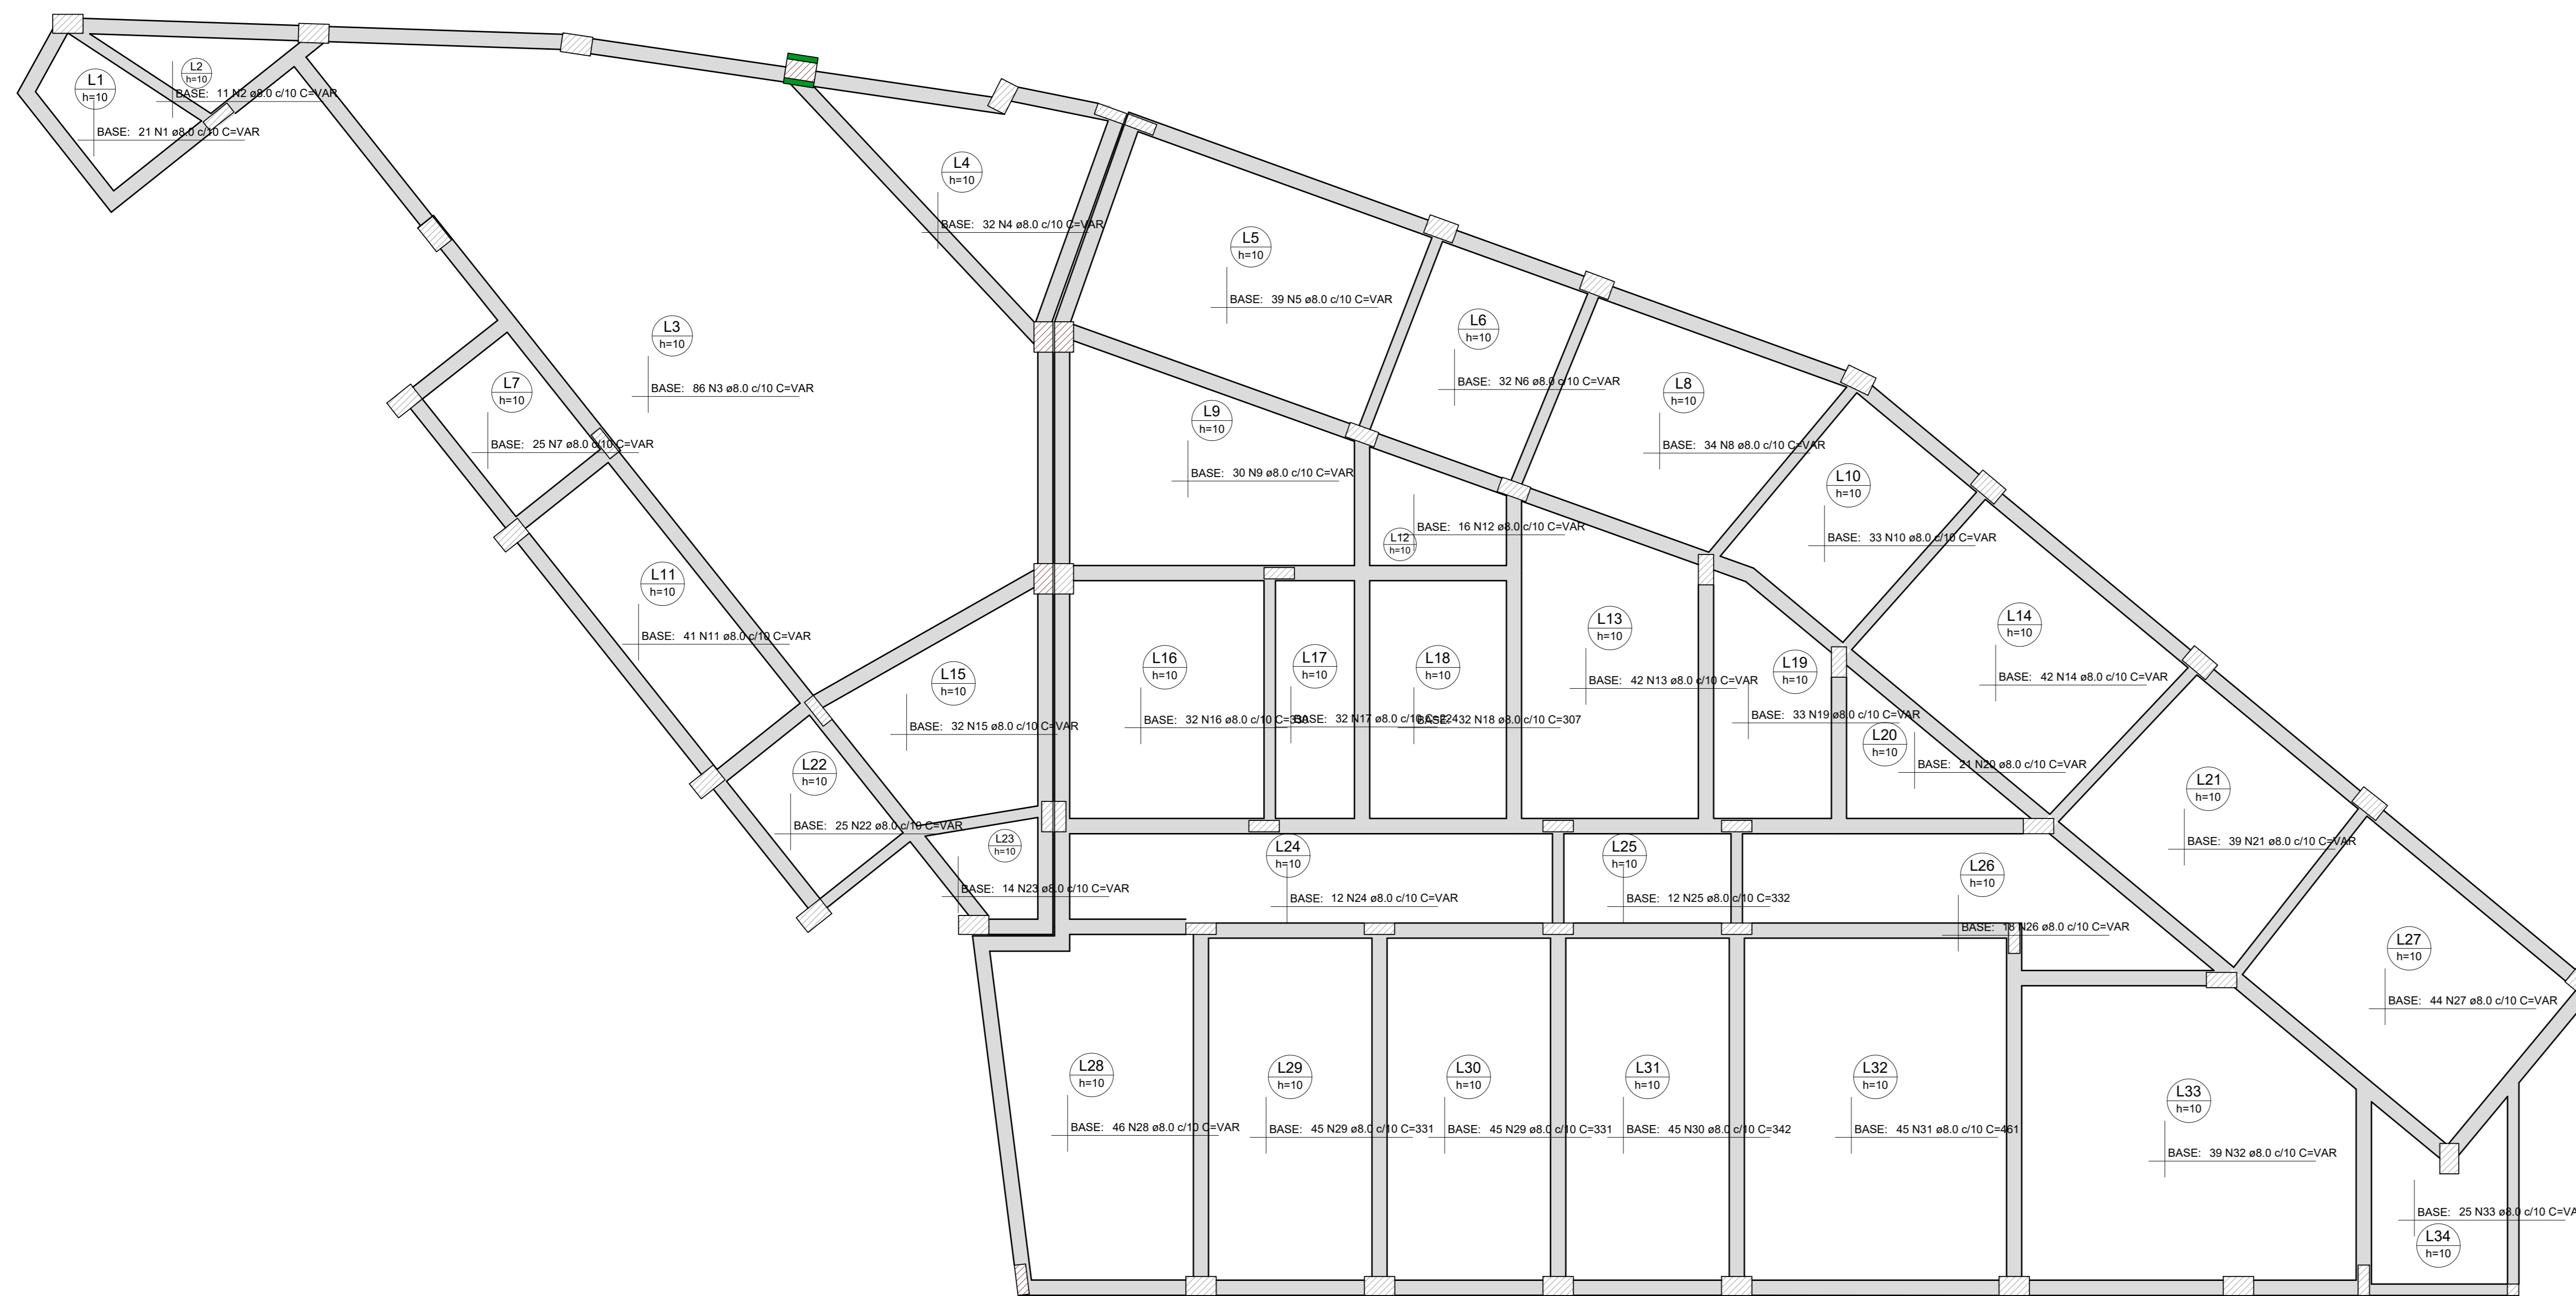 L1
h=10
BASE: 21 N1 ø8.0 c/10 C=VAR
L2
h=10
BASE: 11 N2 ø8.0 c/10 C=VAR
L3
h=10
BASE: 86 N3 ø8.0 c/10 C=VAR
L4
h=10
BASE: 32 N4 ø8.0 c/10 C=VAR
L5
h=10
BASE: 39 N5 ø8.0 c/10 C=VAR
L6
h=10
BASE: 32 N6 ø8.0 c/10 C=VAR
L7
h=10
BASE: 25 N7 ø8.0 c/10 C=VAR
L8
h=10
BASE: 34 N8 ø8.0 c/10 C=VAR
L9
h=10
BASE: 30 N9 ø8.0 c/10 C=VAR
L10
h=10
BASE: 33 N10 ø8.0 c/10 C=VAR
L11
h=10
BASE: 41 N11 ø8.0 c/10 C=VAR
L12
h=10
BASE: 16 N12 ø8.0 c/10 C=VAR
L13
h=10
BASE: 42 N13 ø8.0 c/10 C=VAR
L14
h=10
BASE: 42 N14 ø8.0 c/10 C=VAR
L15
h=10
BASE: 32 N15 ø8.0 c/10 C=VAR
L16
h=10
BASE: 32 N16 ø8.0 c/10
L17
h=10
BASE: 32 N17 ø8.0 c/10 C=224
L18
h=10
BASE: 32 N18 ø8.0 c/10 C=307
L19
h=10
BASE: 33 N19 ø8.0 c/10 C=VAR
L20
h=10
BASE: 21 N20 ø8.0 c/10 C=VAR
L21
h=10
BASE: 39 N21 ø8.0 c/10 C=VAR
L22
h=10
BASE: 25 N22 ø8.0 c/10 C=VAR
L23
h=10
BASE: 14 N23 ø8.0 c/10 C=VAR
L24
h=10
BASE: 12 N24 ø8.0 c/10 C=VAR
L25
h=10
BASE: 12 N25 ø8.0 c/10 C=332
L26
h=10
BASE: 18 N26 ø8.0 c/10 C=VAR
L27
h=10
BASE: 44 N27 ø8.0 c/10 C=VAR
L28
h=10
BASE: 46 N28 ø8.0 c/10 C=VAR
L29
h=10
BASE: 45 N29 ø8.0 c/10 C=331
L30
h=10
BASE: 45 N29 ø8.0 c/10 C=331
L31
h=10
BASE: 45 N30 ø8.0 c/10 C=342
L32
h=10
BASE: 45 N31 ø8.0 c/10 C=461
L33
h=10
BASE: 39 N32 ø8.0 c/10 C=VAR
BASE: 25 N33 ø8.0 c/10
L34
h=10